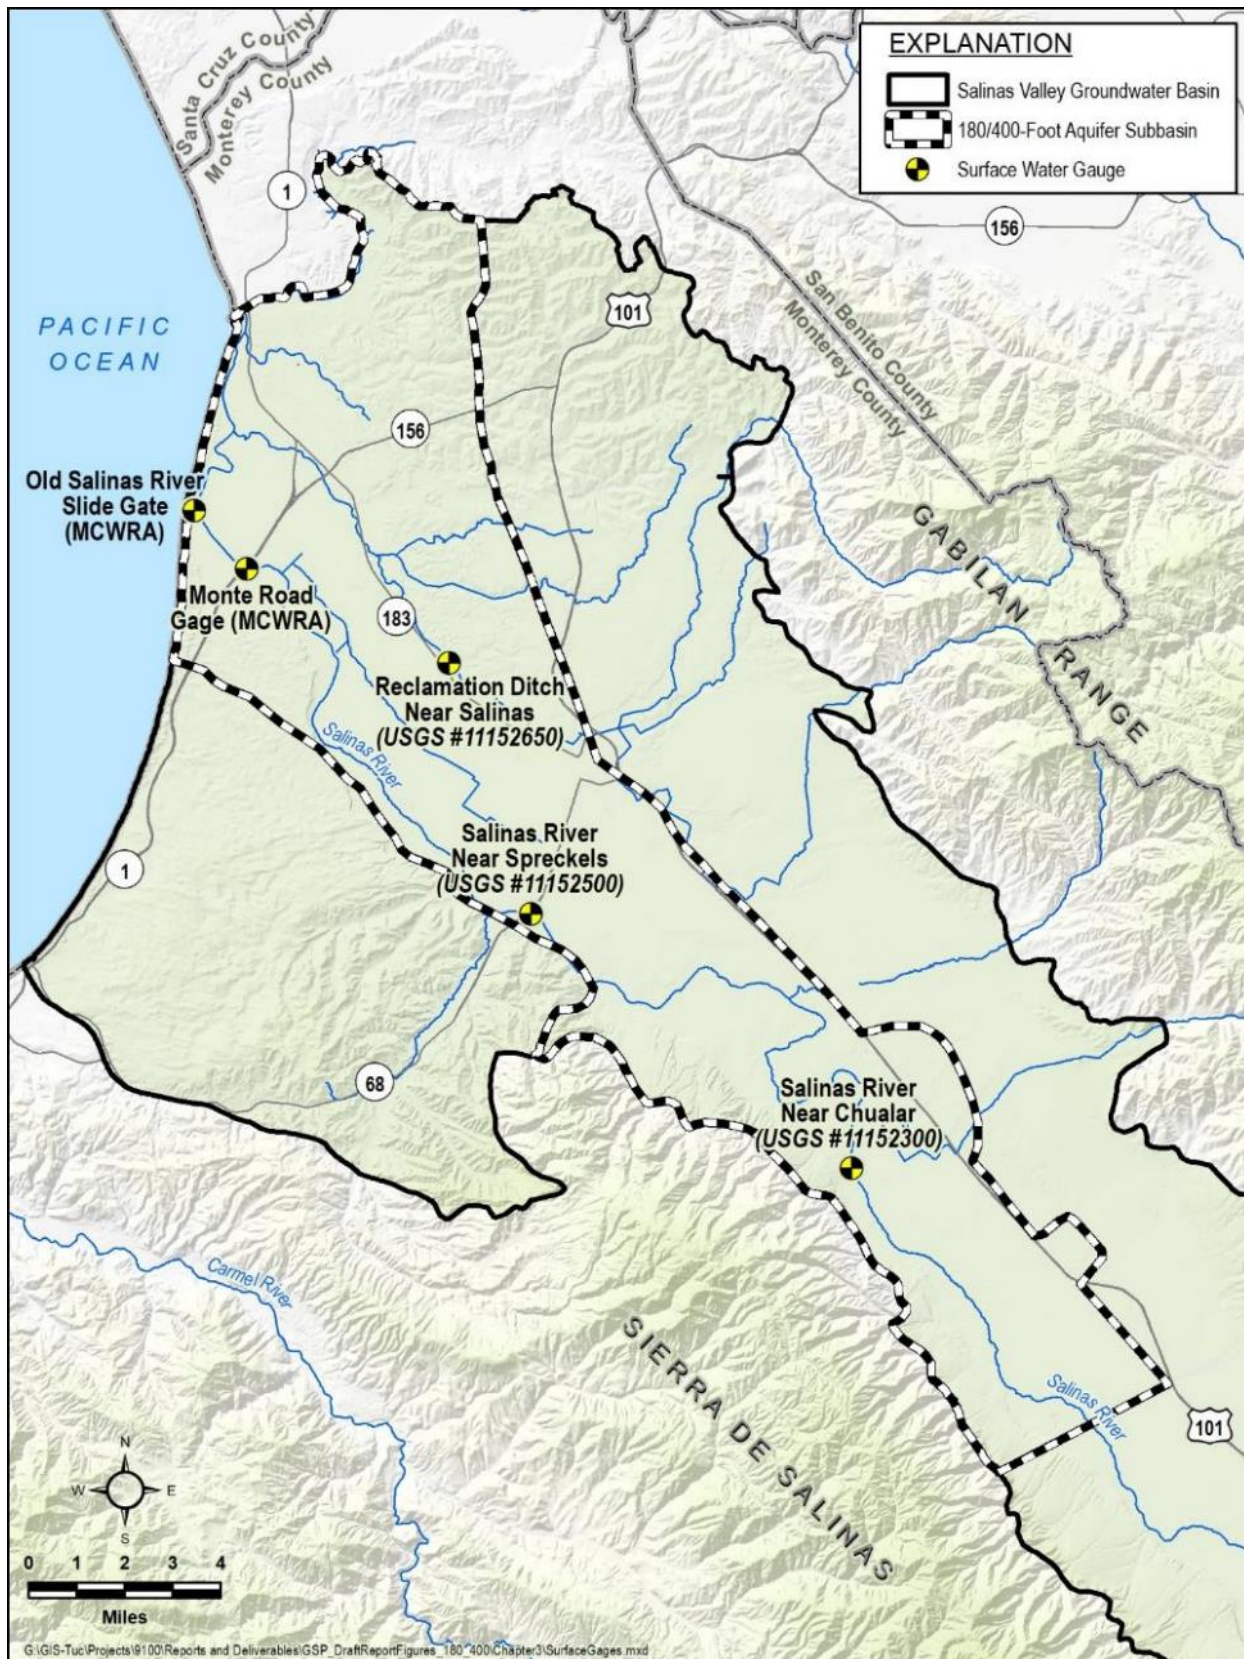 EXPLANATION
Salinas Valley Groundwater Basin
180/400-Foot Aquifer Subbasin
Surface Water Gauge
Santa Cruz County
Monterey County
1
156
101
San Benito County
Monterey County
PACIFIC
OCEAN
156
Old Salinas River
Slide Gate
(MCWRA)
GABILAN
RANGE
Monte Road
Gage (MCWRA)
183
Reclamation Ditch
Near Salinas
(USGS #11152650)
Salinas River
Salinas River
Near Spreckels
(USGS #11152500)
1
68
Salinas River
Near Chualar
(USGS #11152300)
Carmel River
SIERRA DE SALINAS
Salinas River
101
N
W
E
S
0 1 2 3 4
Miles
G:\GIS-Tuc\Projects\9100\Reports and Deliverables\GSP_DraftReportFigures_180_400\Chapter3\SurfaceGages.mxd